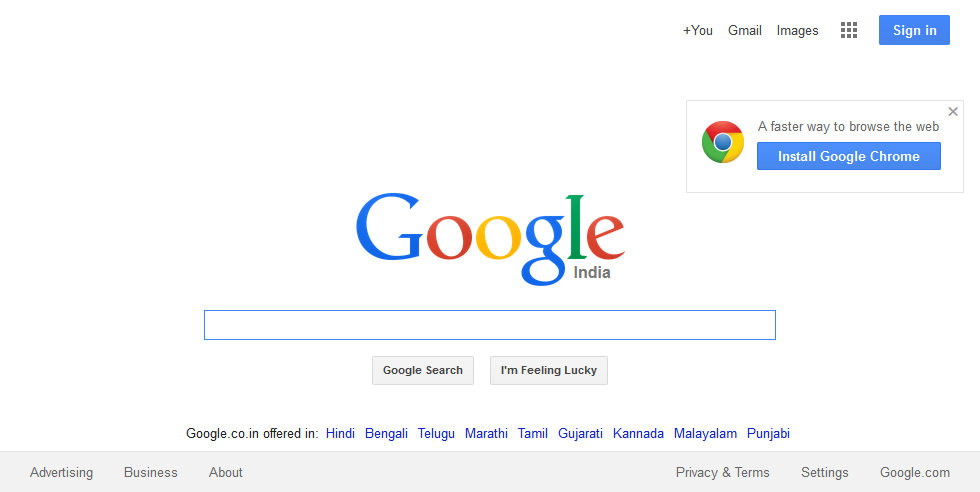 +You Gmail Images Sign in
A faster way to browse the web
Install Google Chrome
Google
India
Google Search I'm Feeling Lucky
Google.co.in offered in: Hindi Bengali Telugu Marathi Tamil Gujarati Kannada Malayalam Punjabi
Advertising Business About Privacy & Terms Settings Google.com